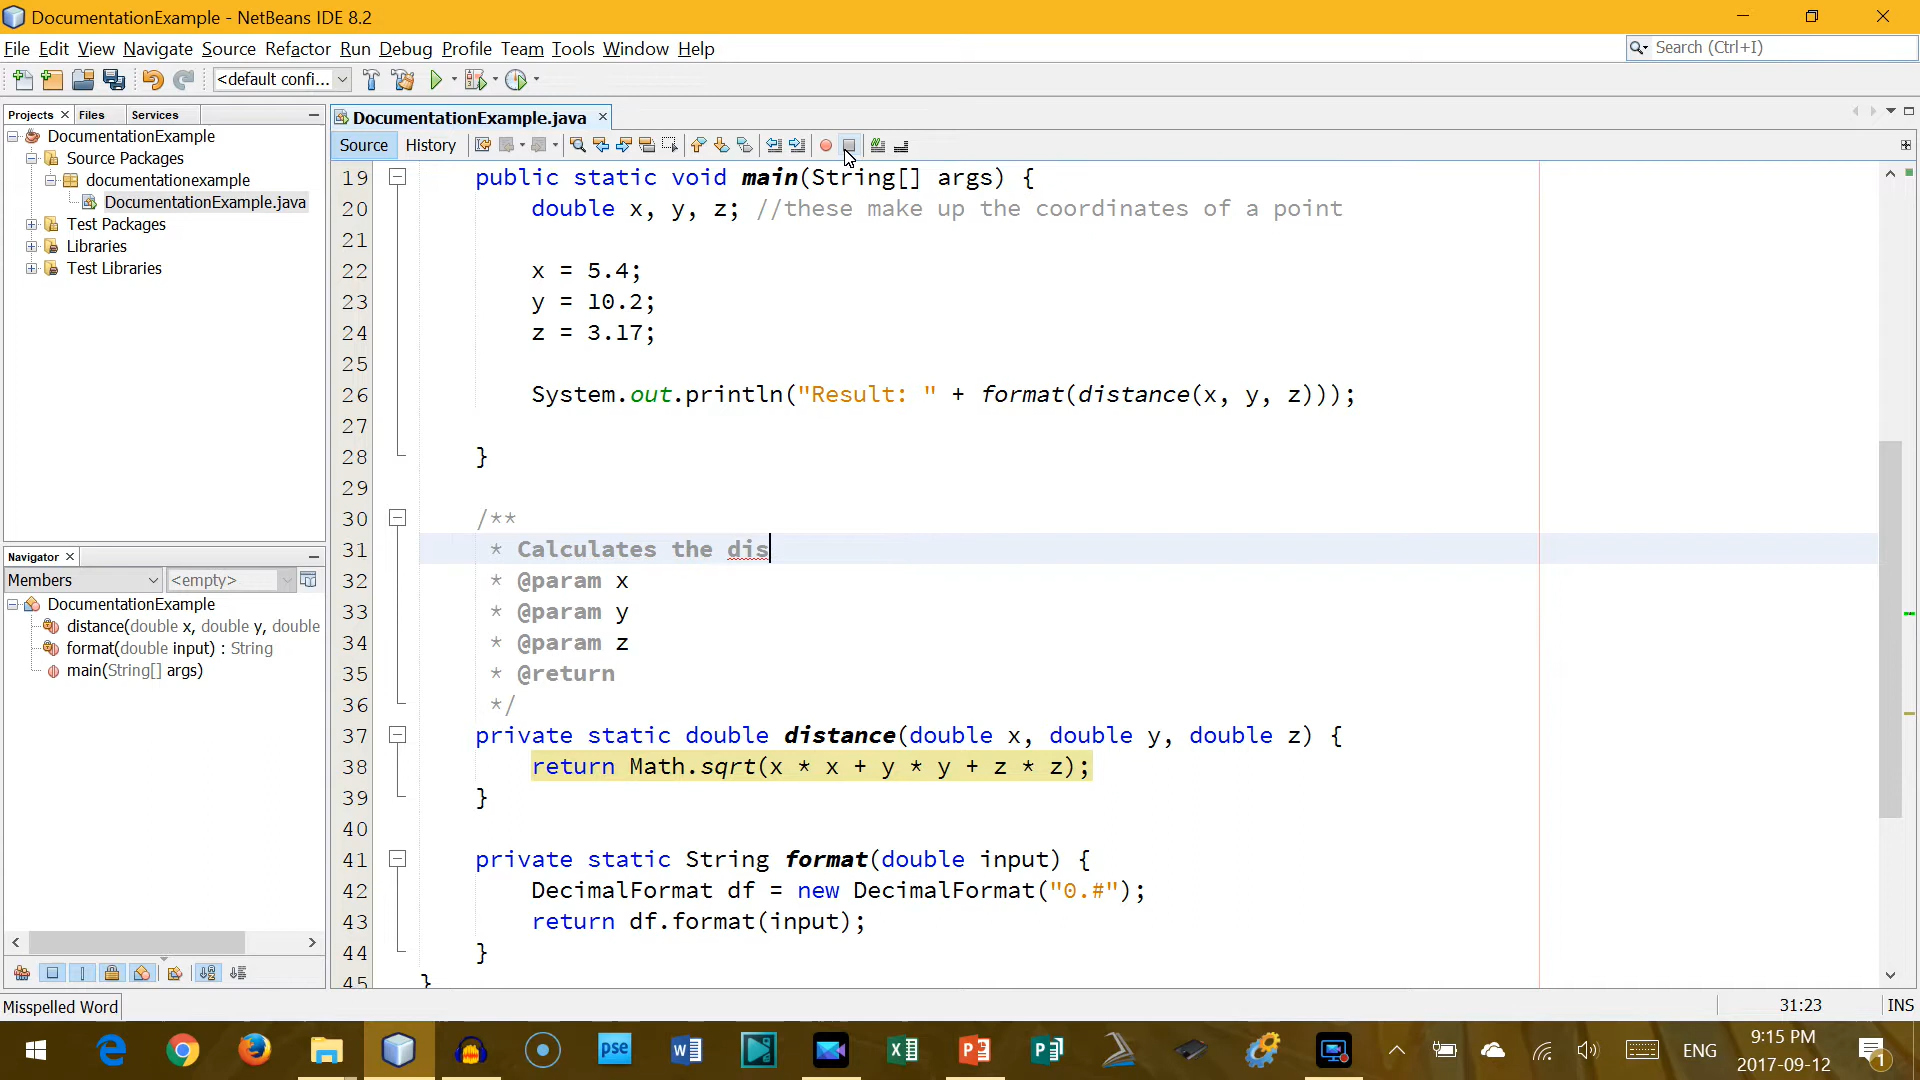 DocumentationExample - NetBeans IDE 8.2
File Edit View Navigate Source Refactor Run Debug Profile Team Tools Window Help
Search (Ctrl+I)
<default confi...
Projects Files Services
DocumentationExample
Source Packages
documentationexample
DocumentationExample.java
Test Packages
Libraries
Test Libraries
Navigator
Members <empty>
DocumentationExample
distance(double x, double y, double
format(double input) : String
main(String[] args)
DocumentationExample.java
Source History
19 public static void main(String[] args) {
20 double x, y, z; //these make up the coordinates of a point
21
22 x = 5.4;
23 y = 10.2;
24 z = 3.17;
25
26 System.out.println("Result: " + format(distance(x, y, z)));
27
28 }
29
30 /**
31 * Calculates the dis
32 * @param x
33 * @param y
34 * @param z
35 * @return
36 */
37 private static double distance(double x, double y, double z) {
38 return Math.sqrt(x * x + y * y + z * z);
39 }
40
41 private static String format(double input) {
42 DecimalFormat df = new DecimalFormat("0.#");
43 return df.format(input);
44 }
45 }
Misspelled Word
31:23 INS
pse
ENG
9:15 PM
2017-09-12
1